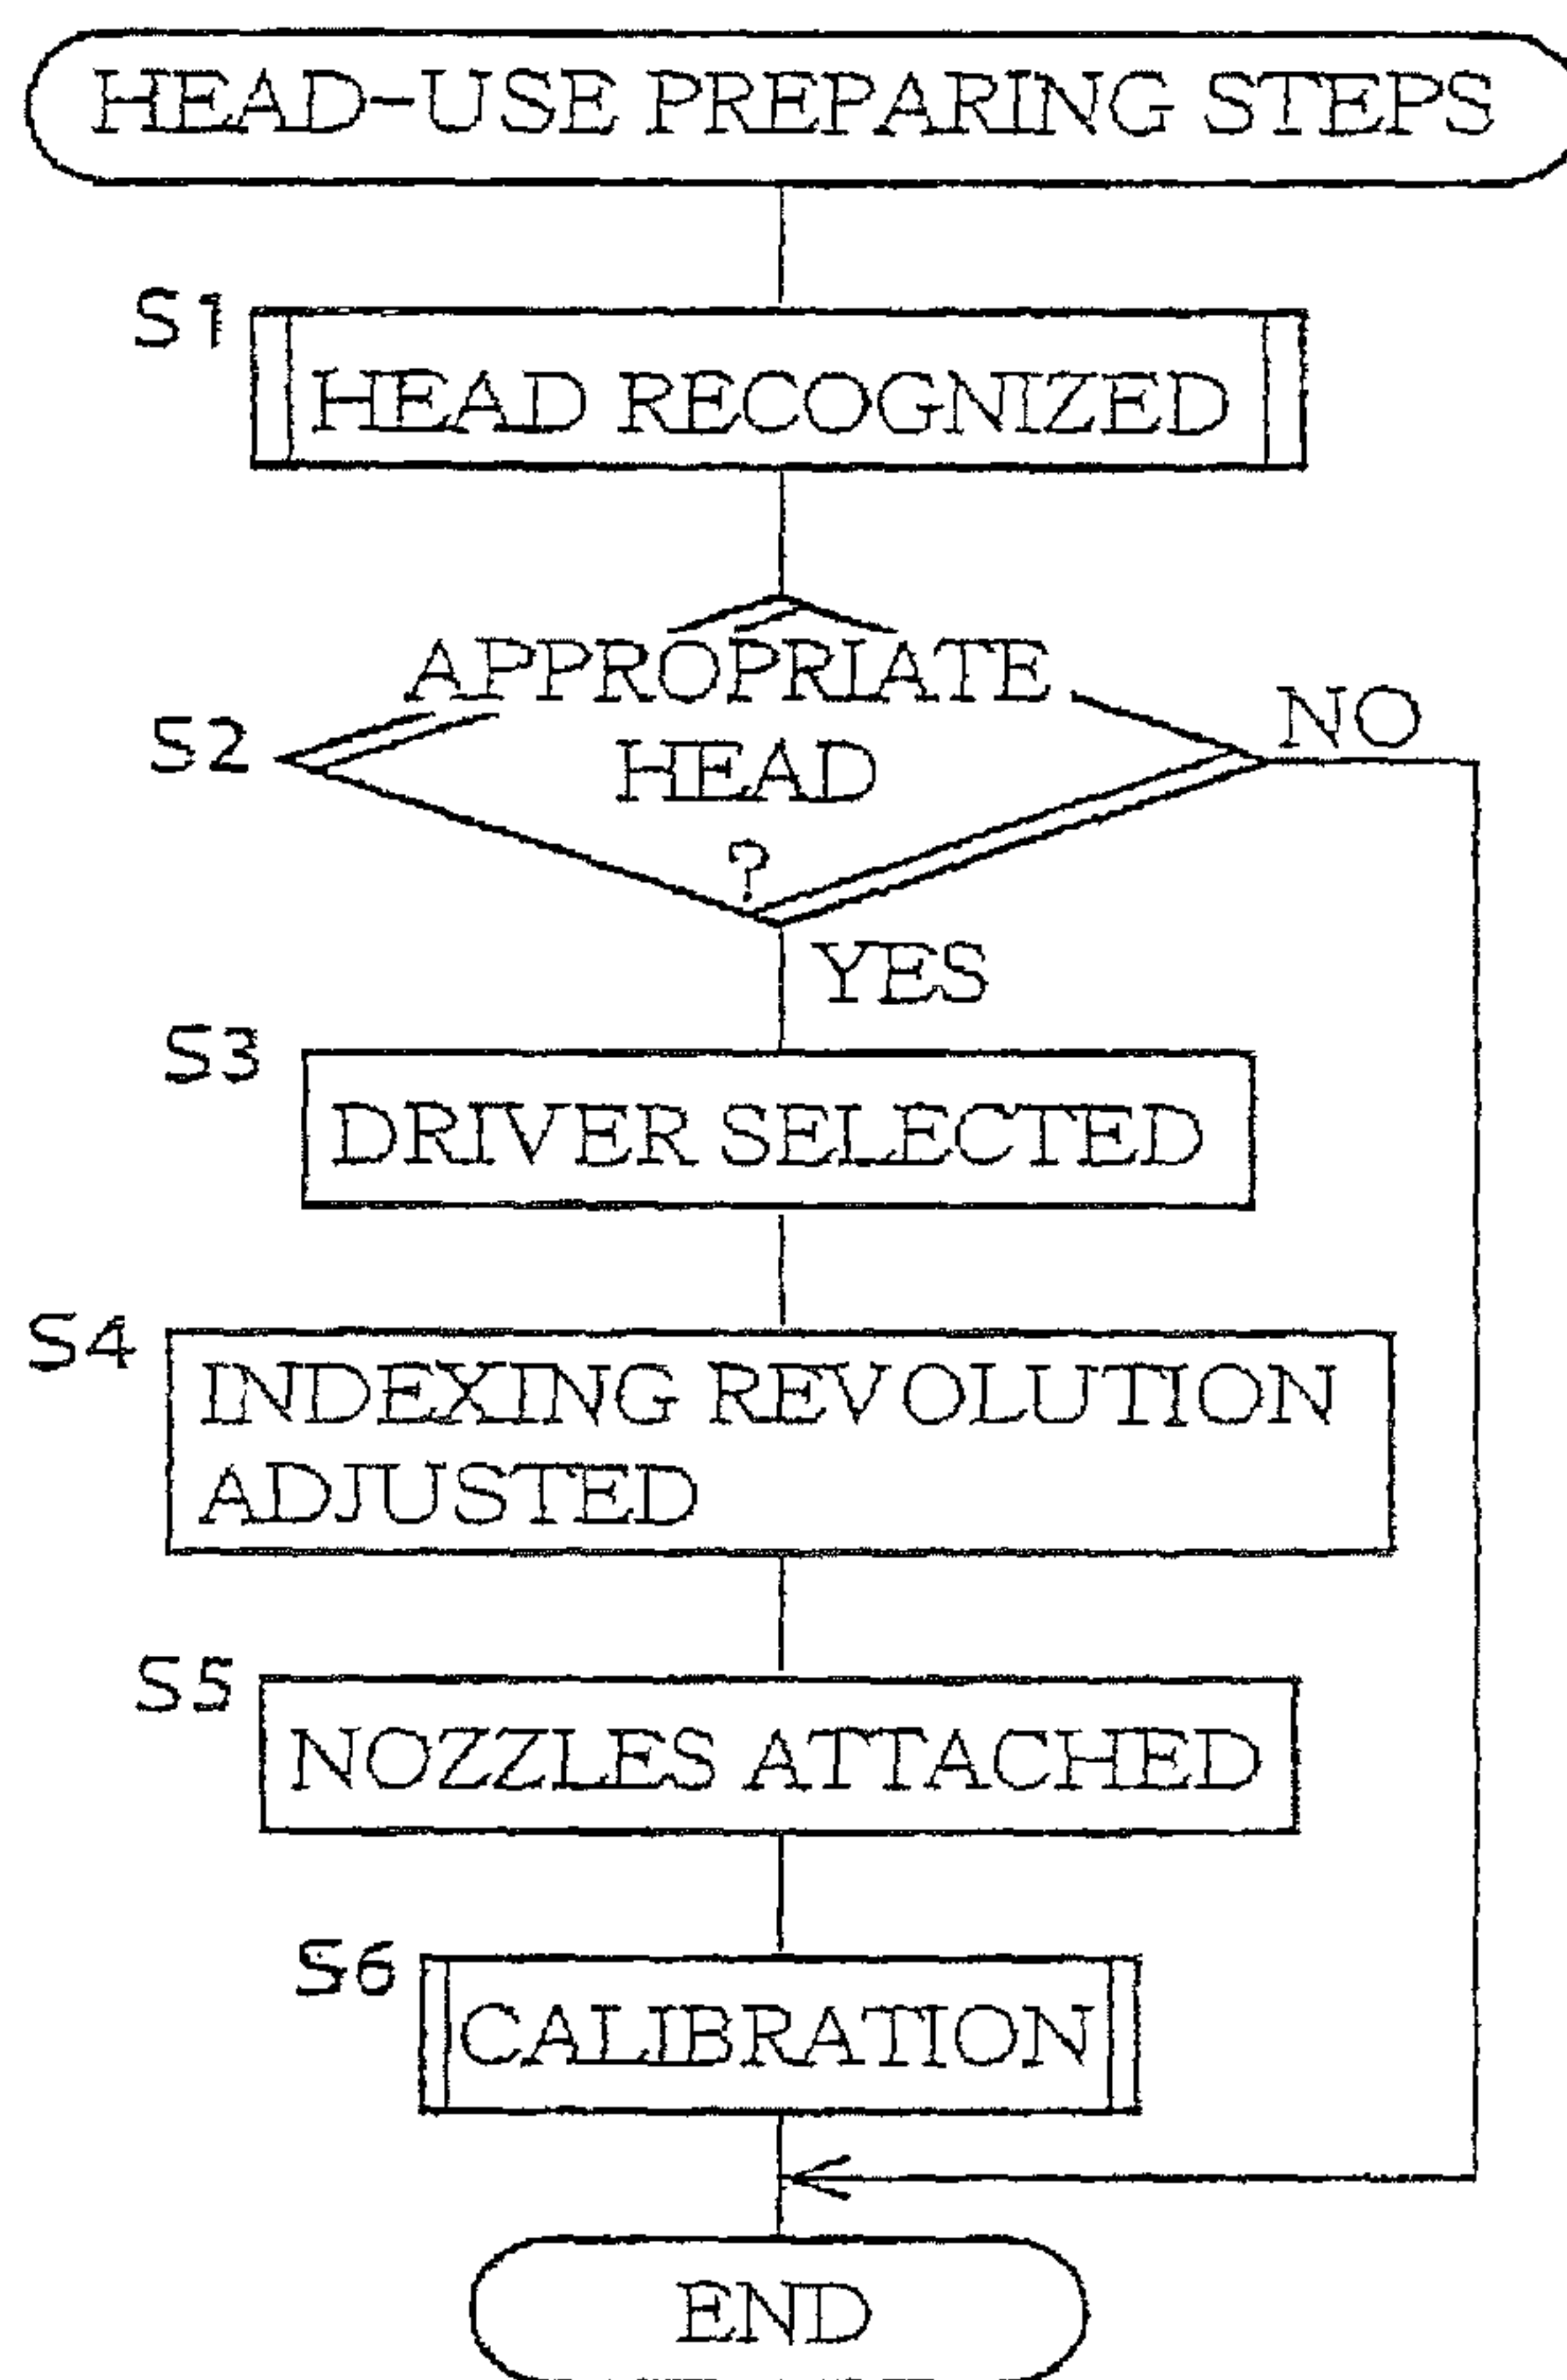 HEAD-USE PREPARING STEPS
S1
HEAD RECOGNIZED
APPROPRIATE
HEAD
?
S2
NO
YES
S3
DRIVER SELECTED
S4
INDEXING REVOLUTION
ADJUSTED
S5
NOZZLES ATTACHED
S6
CALIBRATION
END